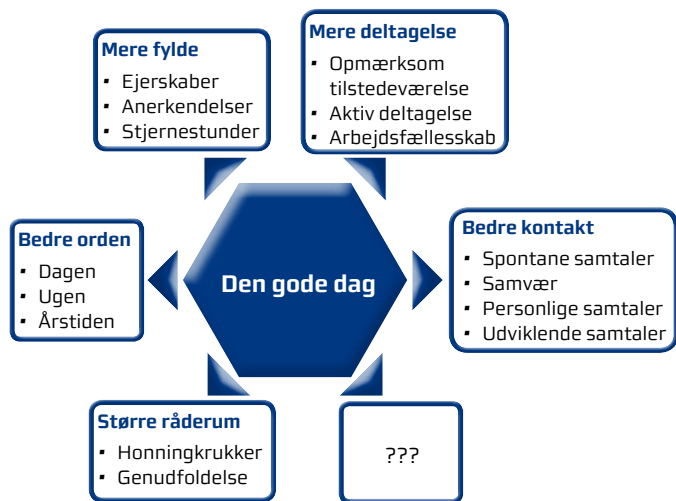 Mere fylde
▪ Ejerskaber
▪ Anerkendelser
▪ Stjernestunder
Mere deltagelse
▪ Opmærksom
tilstedeværelse
▪ Aktiv deltagelse
▪ Arbejdsfællesskab
Bedre orden
▪ Dagen
▪ Ugen
▪ Årstiden
Den gode dag
Bedre kontakt
▪ Spontane samtaler
▪ Samvær
▪ Personlige samtaler
▪ Udviklende samtaler
Større råderum
▪ Honningkrukker
▪ Genudfoldelse
???